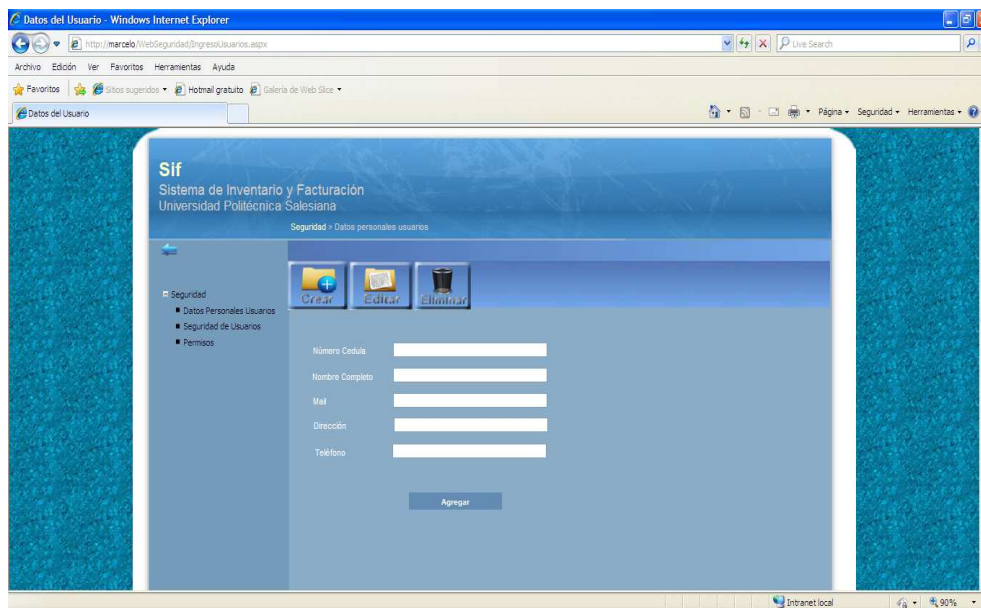 Datos del Usuario - Windows Internet Explorer
http://marcelo/WebSeguridad/IngresoUsuarios.aspx
Live Search
Archivo Edición Ver Favoritos Herramientas Ayuda
Favoritos Sitios sugeridos Hotmail gratuito Galería de Web Slice
Datos del Usuario
Página Seguridad Herramientas
Sif
Sistema de Inventario y Facturación
Universidad Politécnica Salesiana
Seguridad > Datos personales usuarios
Crear Editar Eliminar
Seguridad
Datos Personales Usuarios
Seguridad de Usuarios
Permisos
Número Cedula
Nombre Completo
Mail
Dirección
Teléfono
Agregar
Intranet local
90%